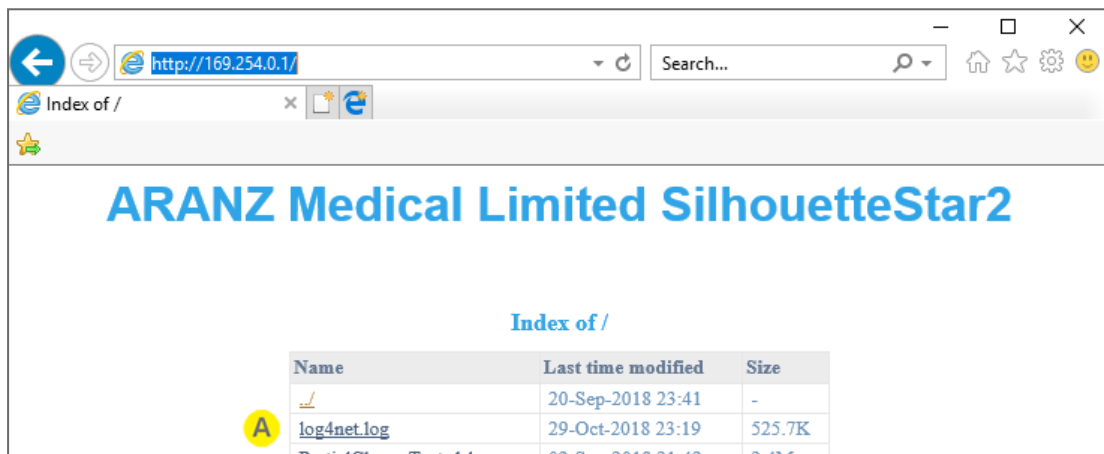 http://169.254.0.1/
Search...
Index of /
ARANZ Medical Limited SilhouetteStar2
Index of /
Name Last time modified Size
../ 20-Sep-2018 23:41 -
A log4net.log 29-Oct-2018 23:19 525.7K